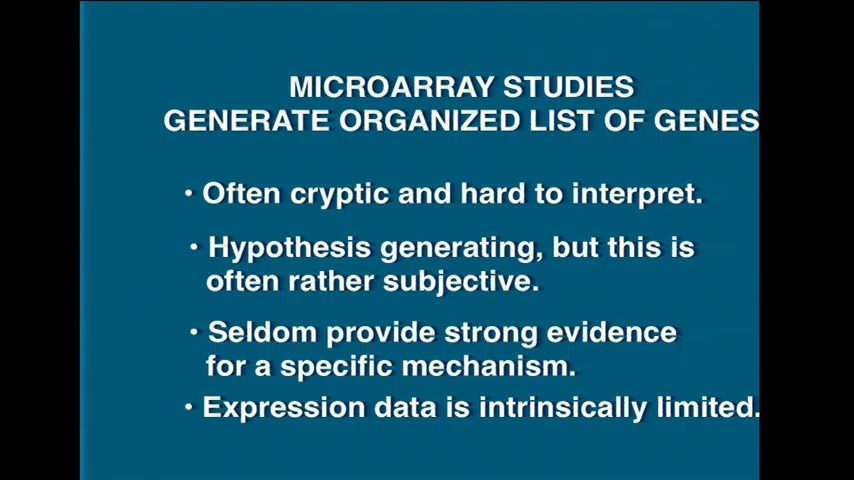 MICROARRAY STUDIES
GENERATE ORGANIZED LIST OF GENES
• Often cryptic and hard to interpret.
• Hypothesis generating, but this is
often rather subjective.
• Seldom provide strong evidence
for a specific mechanism.
• Expression data is intrinsically limited.